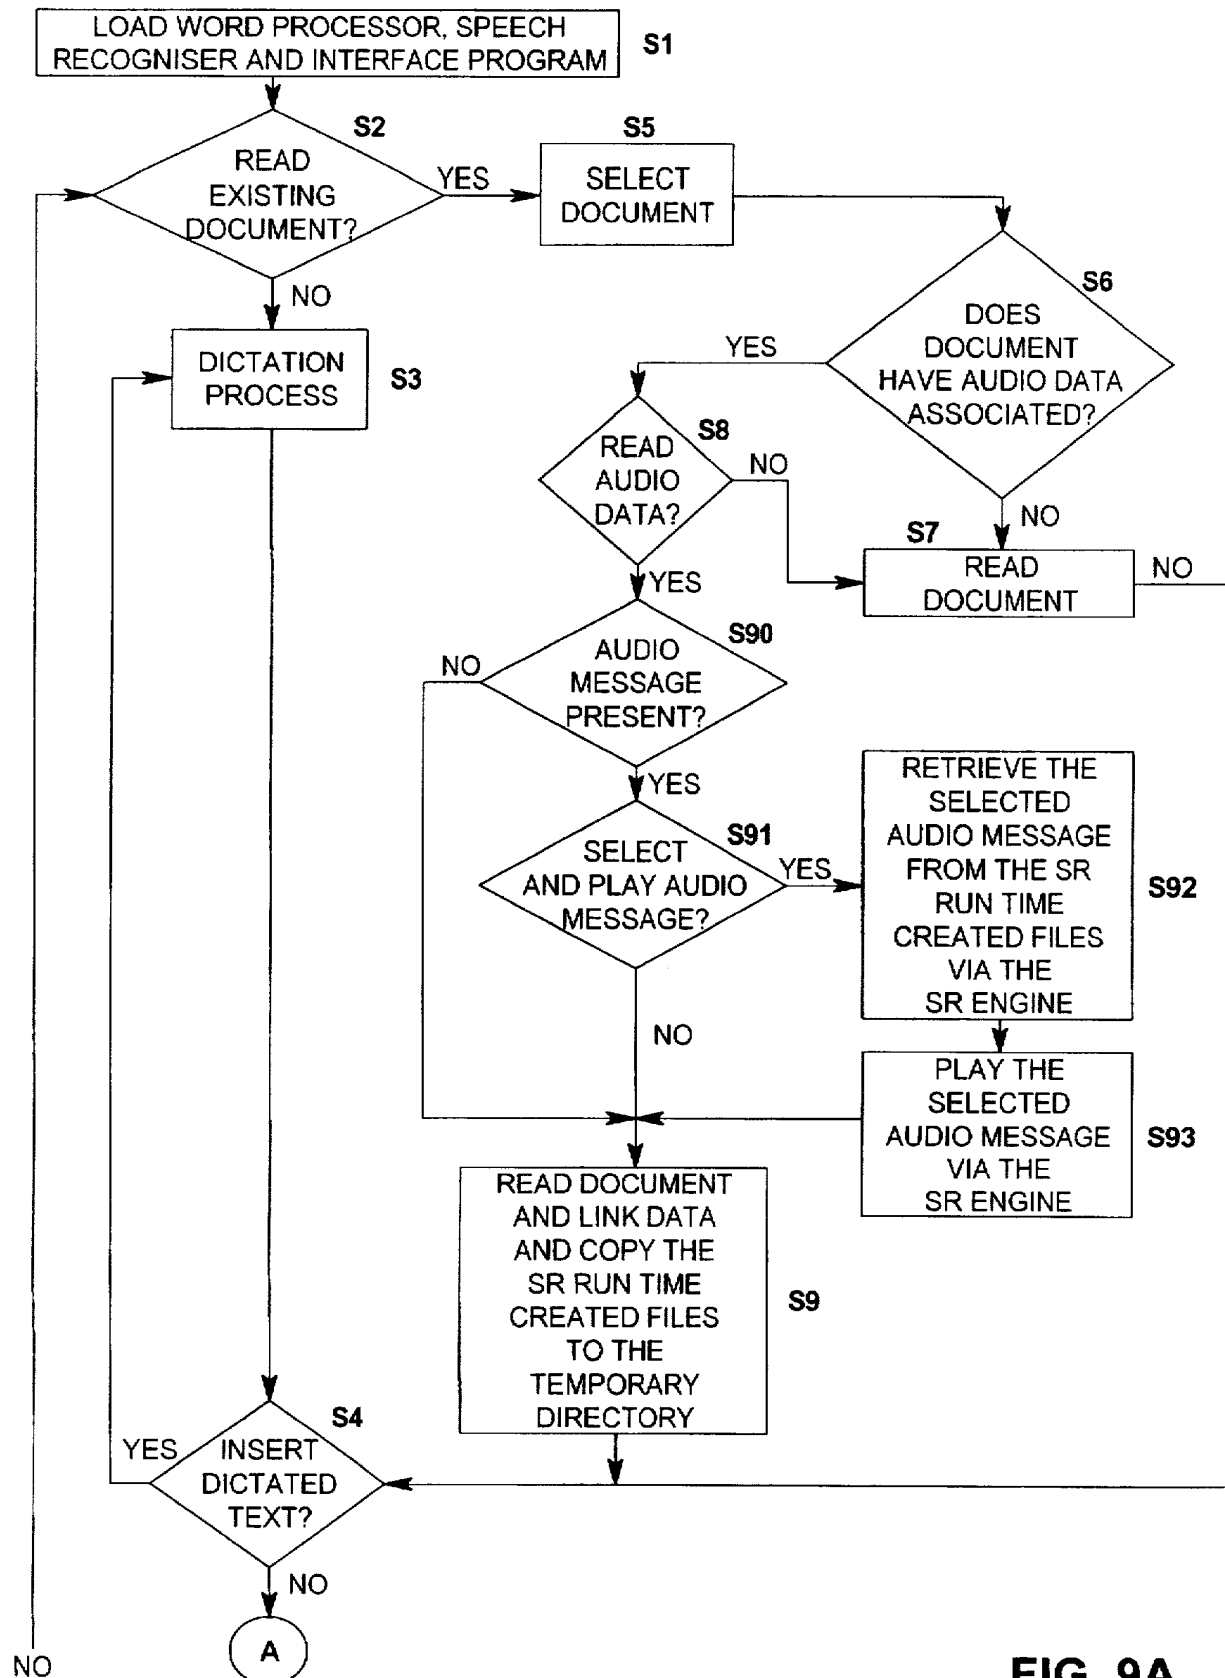 LOAD WORD PROCESSOR, SPEECH
RECOGNISER AND INTERFACE PROGRAM
S1
S2
READ
EXISTING
DOCUMENT?
YES
S5
SELECT
DOCUMENT
NO
DICTATION
PROCESS
S3
S6
DOES
DOCUMENT
HAVE AUDIO DATA
ASSOCIATED?
YES
NO
S8
READ
AUDIO
DATA?
NO
YES
S7
READ
DOCUMENT
NO
S90
AUDIO
MESSAGE
PRESENT?
NO
YES
S91
SELECT
AND PLAY AUDIO
MESSAGE?
YES
NO
RETRIEVE THE
SELECTED
AUDIO MESSAGE
FROM THE SR
RUN TIME
CREATED FILES
VIA THE
SR ENGINE
S92
PLAY THE
SELECTED
AUDIO MESSAGE
VIA THE
SR ENGINE
S93
READ DOCUMENT
AND LINK DATA
AND COPY THE
SR RUN TIME
CREATED FILES
TO THE
TEMPORARY
DIRECTORY
S9
S4
INSERT
DICTATED
TEXT?
YES
NO
A
NO
FIG. 9A